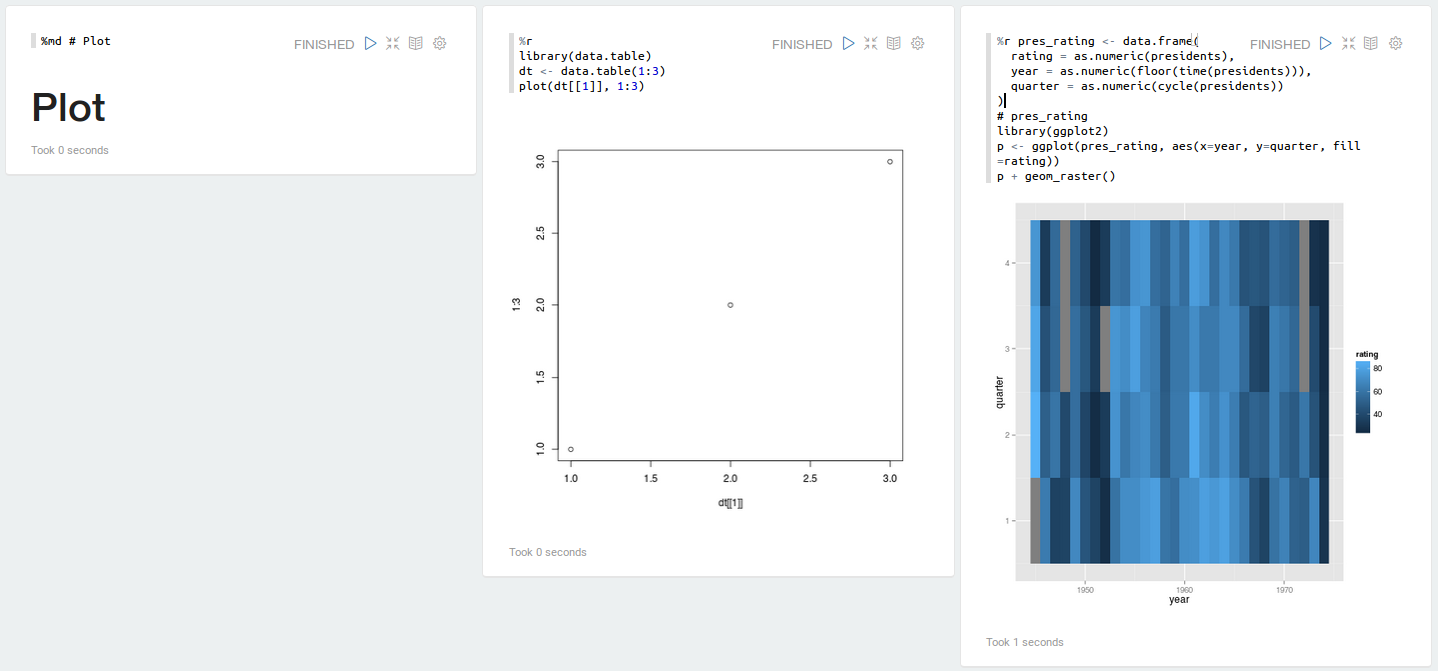 %md # Plot
FINISHED
Plot
Took 0 seconds
%r
FINISHED
library(data.table)
dt <- data.table(1:3)
plot(dt[[1]], 1:3)
3.0
2.5
2.0
1.5
1.0
1:3
1.0 1.5 2.0 2.5 3.0
dt[[1]]
Took 0 seconds
%r pres_rating <- data.frame(
FINISHED
rating = as.numeric(presidents),
year = as.numeric(floor(time(presidents))),
quarter = as.numeric(cycle(presidents))
)
# pres_rating
library(ggplot2)
p <- ggplot(pres_rating, aes(x=year, y=quarter, fill
=rating))
p + geom_raster()
4
3
2
1
quarter
1950 1960 1970
year
rating
80
60
40
Took 1 seconds